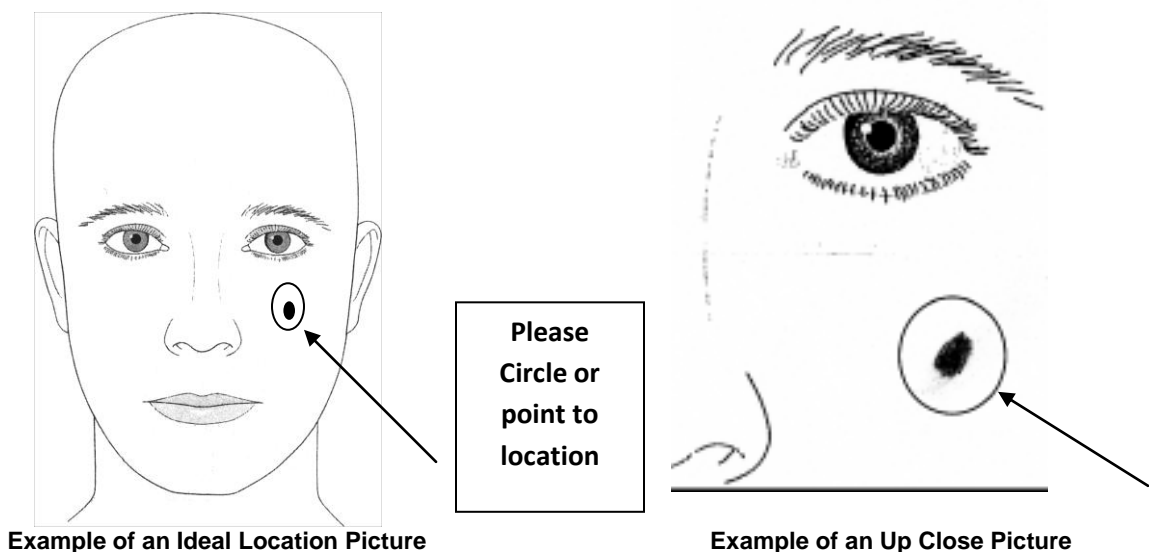 Please
Circle or
point to
location
Example of an Ideal Location Picture
Example of an Up Close Picture